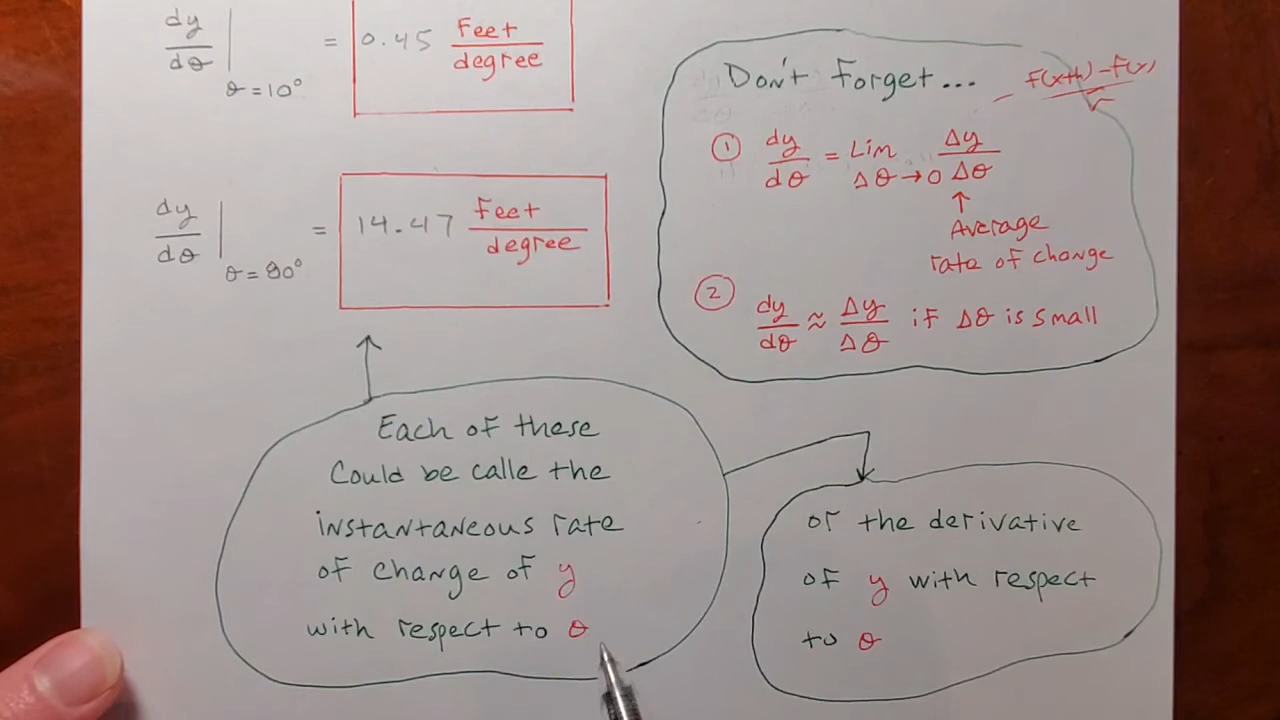 dy/dθ | θ=10° = 0.45 Feet/degree
dy/dθ | θ=80° = 14.47 Feet/degree
Don't Forget...
F(x+h)-F(x)
① dy/dθ = Lim Δθ→0 Δy/Δθ
↑
Average
rate of change
② dy/dθ ≈ Δy/Δθ if Δθ is small
Each of these
Could be calle the
instantaneous rate
of change of y
with respect to θ
or the derivative
of y with respect
to θ